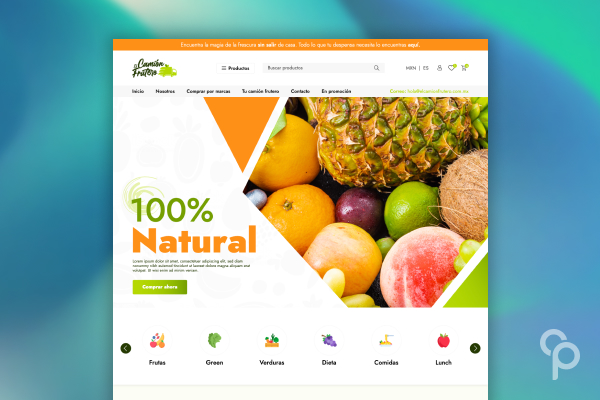 Encuentra la magia de la frescura sin salir de casa. Todo lo que tu despensa necesita lo encuentras aquí.
El Camión
Frutero
Productos
Buscar productos
MXN | ES
Inicio
Nosotros
Comprar por marcas
Tu camión frutero
Contacto
En promoción
100%
Natural
Lorem ipsum dolor sit amet, consectetuer adipiscing elit, sed diam
nonummy nibh euismod tincidunt ut laoreet dolore magna aliquam erat
volutpat. Ut wisi enim ad minim veniam
Comprar ahora
Frutas
Green
Verduras
Dieta
Comidas
Lunch